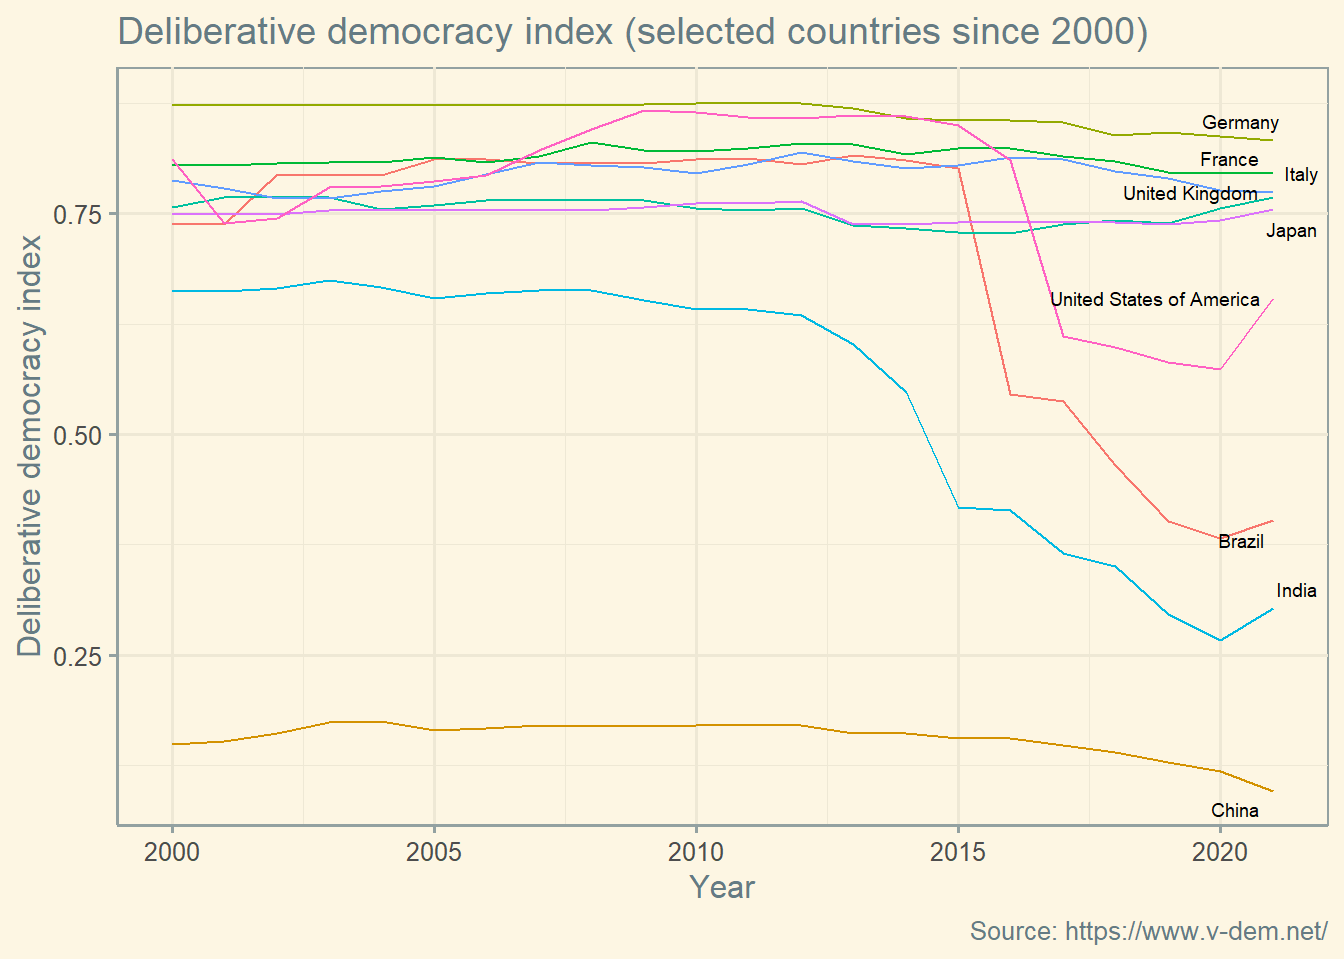 Deliberative democracy index (selected countries since 2000)
Deliberative democracy index
0.75
0.50
0.25
Germany
France
Italy
United Kingdom
Japan
United States of America
Brazil
India
China
2000
2005
2010
2015
2020
Year
Source: https://www.v-dem.net/